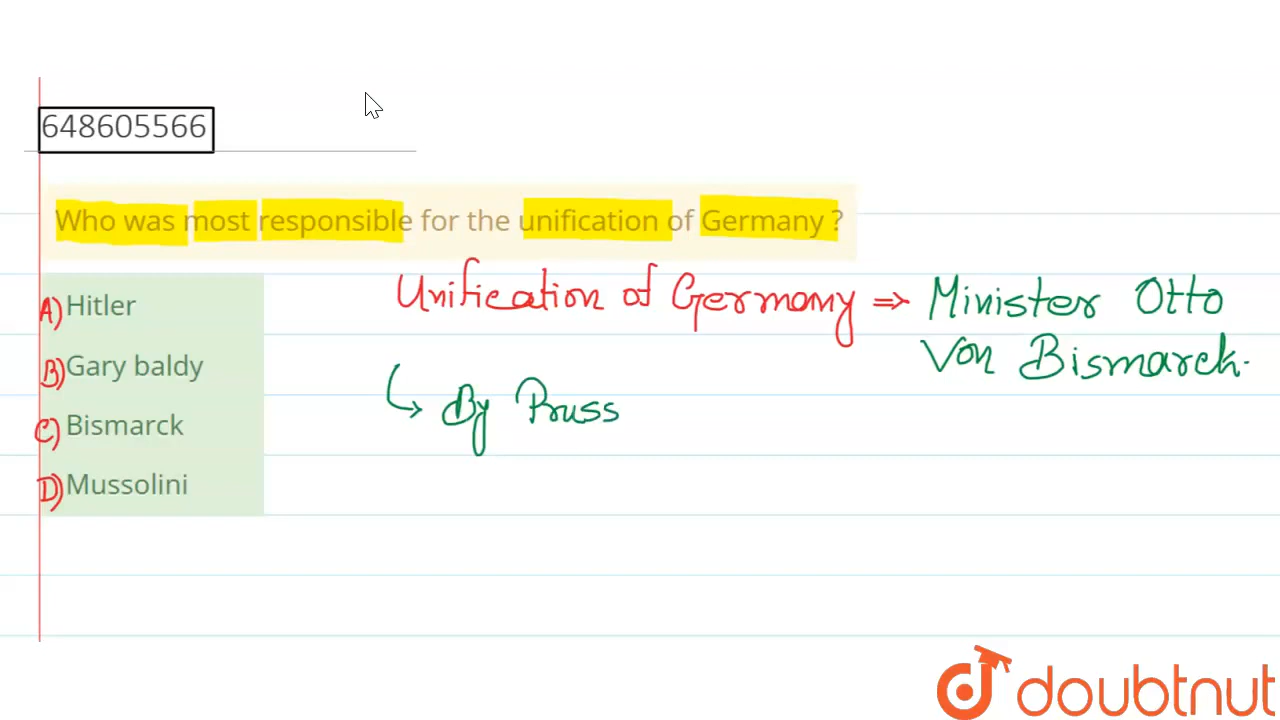 648605566
Who was most responsible for the unification of Germany ?
A) Hitler
B) Gary baldy
C) Bismarck
D) Mussolini
Unification of Germany ⇒ Minister Otto
Von Bismarck.
↳ By Pruss
doubtnut